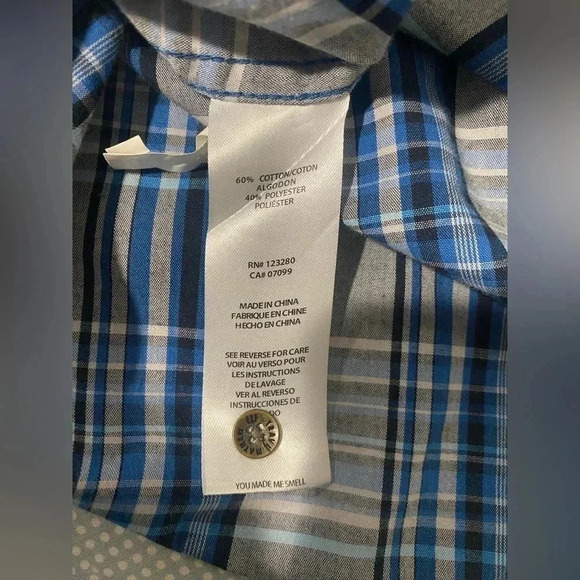 60% COTTON/COTON
ALGODON
40% POLYESTER
POLIÉSTER
RN# 123280
CA# 07099
MADE IN CHINA
FABRIQUE EN CHINE
HECHO EN CHINA
SEE REVERSE FOR CARE
VOIR AU VERSO POUR
LES INSTRUCTIONS
DE LAVAGE
VER AL REVERSO
INSTRUCCIONES DE
DO
TRAVISMATHEW
YOU MADE ME SMELL